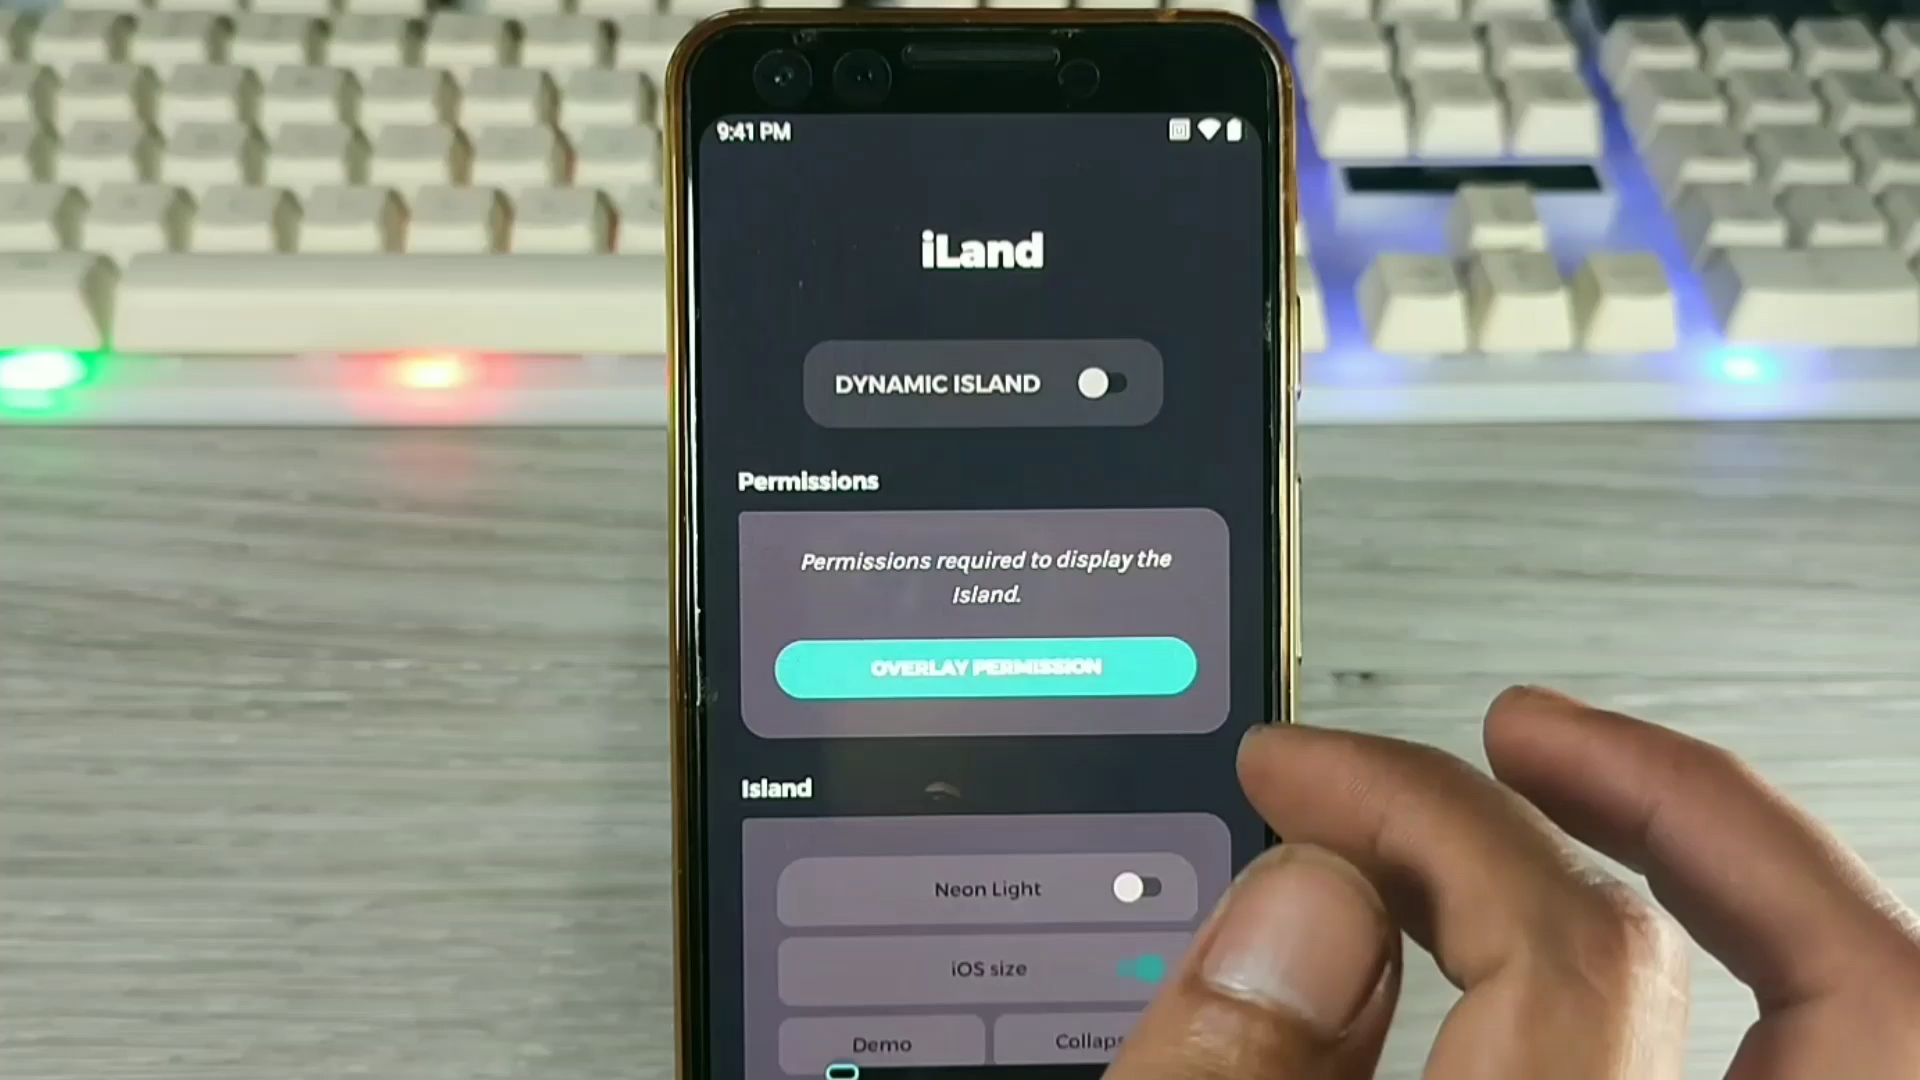 9:41 PM
iLand
DYNAMIC ISLAND
Permissions
Permissions required to display the
Island.
OVERLAY PERMISSION
Island
Neon Light
iOS size
Demo